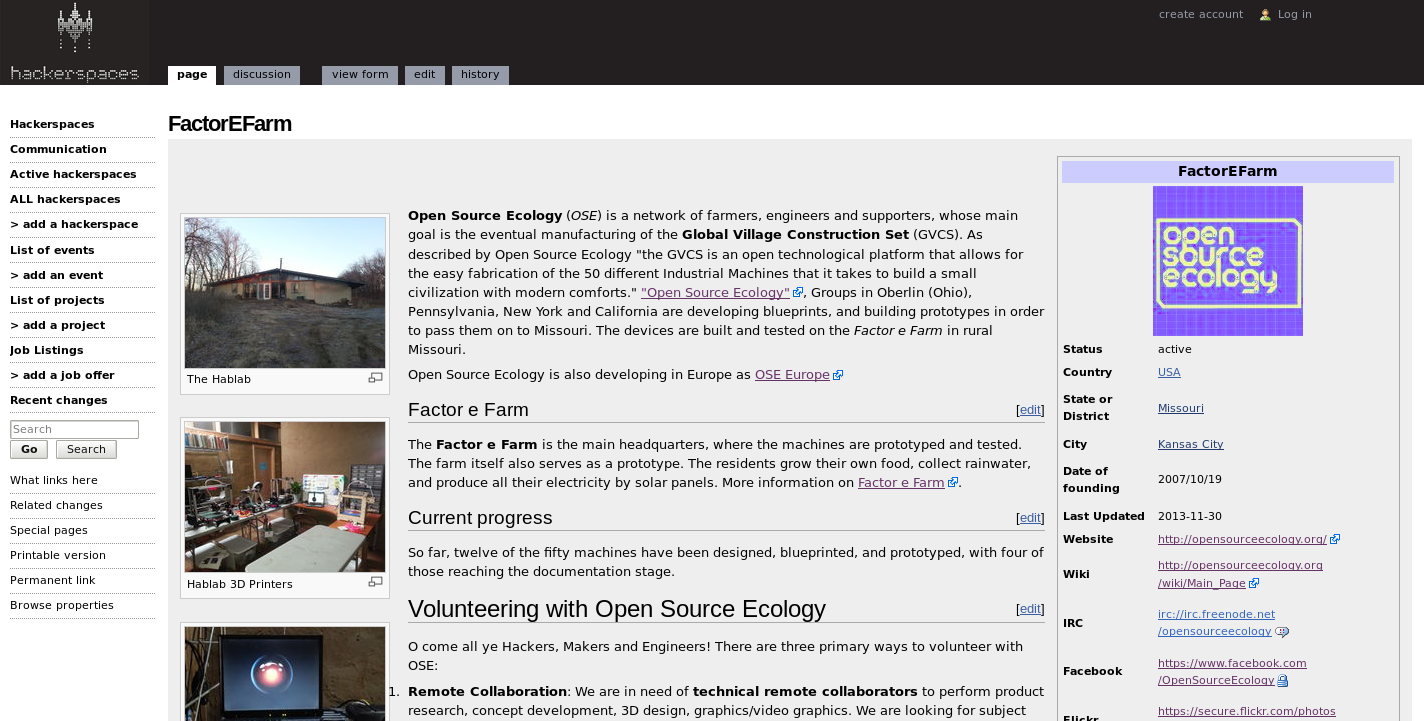 create account
Log in
hackerspaces
page
discussion
view form
edit
history
Hackerspaces
Communication
Active hackerspaces
ALL hackerspaces
> add a hackerspace
List of events
> add an event
List of projects
> add a project
Job Listings
> add a job offer
Recent changes
Search
Go
Search
What links here
Related changes
Special pages
Printable version
Permanent link
Browse properties
FactorEFarm
The Hablab
Hablab 3D Printers
Open Source Ecology (OSE) is a network of farmers, engineers and supporters, whose main
goal is the eventual manufacturing of the Global Village Construction Set (GVCS). As
described by Open Source Ecology "the GVCS is an open technological platform that allows for
the easy fabrication of the 50 different Industrial Machines that it takes to build a small
civilization with modern comforts." "Open Source Ecology", Groups in Oberlin (Ohio),
Pennsylvania, New York and California are developing blueprints, and building prototypes in order
to pass them on to Missouri. The devices are built and tested on the Factor e Farm in rural
Missouri.
Open Source Ecology is also developing in Europe as OSE Europe
Factor e Farm
[edit]
The Factor e Farm is the main headquarters, where the machines are prototyped and tested.
The farm itself also serves as a prototype. The residents grow their own food, collect rainwater,
and produce all their electricity by solar panels. More information on Factor e Farm.
Current progress
[edit]
So far, twelve of the fifty machines have been designed, blueprinted, and prototyped, with four of
those reaching the documentation stage.
Volunteering with Open Source Ecology
[edit]
O come all ye Hackers, Makers and Engineers! There are three primary ways to volunteer with
OSE:
1. Remote Collaboration: We are in need of technical remote collaborators to perform product
research, concept development, 3D design, graphics/video graphics. We are looking for subject
FactorEFarm
open
source
ecology
Status active
Country USA
State or
District Missouri
City Kansas City
Date of
founding 2007/10/19
Last Updated 2013-11-30
Website http://opensourceecology.org/
Wiki http://opensourceecology.org
/wiki/Main_Page
IRC irc://irc.freenode.net
/opensourceecology
Facebook https://www.facebook.com
/OpenSourceEcology
Flickr https://secure.flickr.com/photos